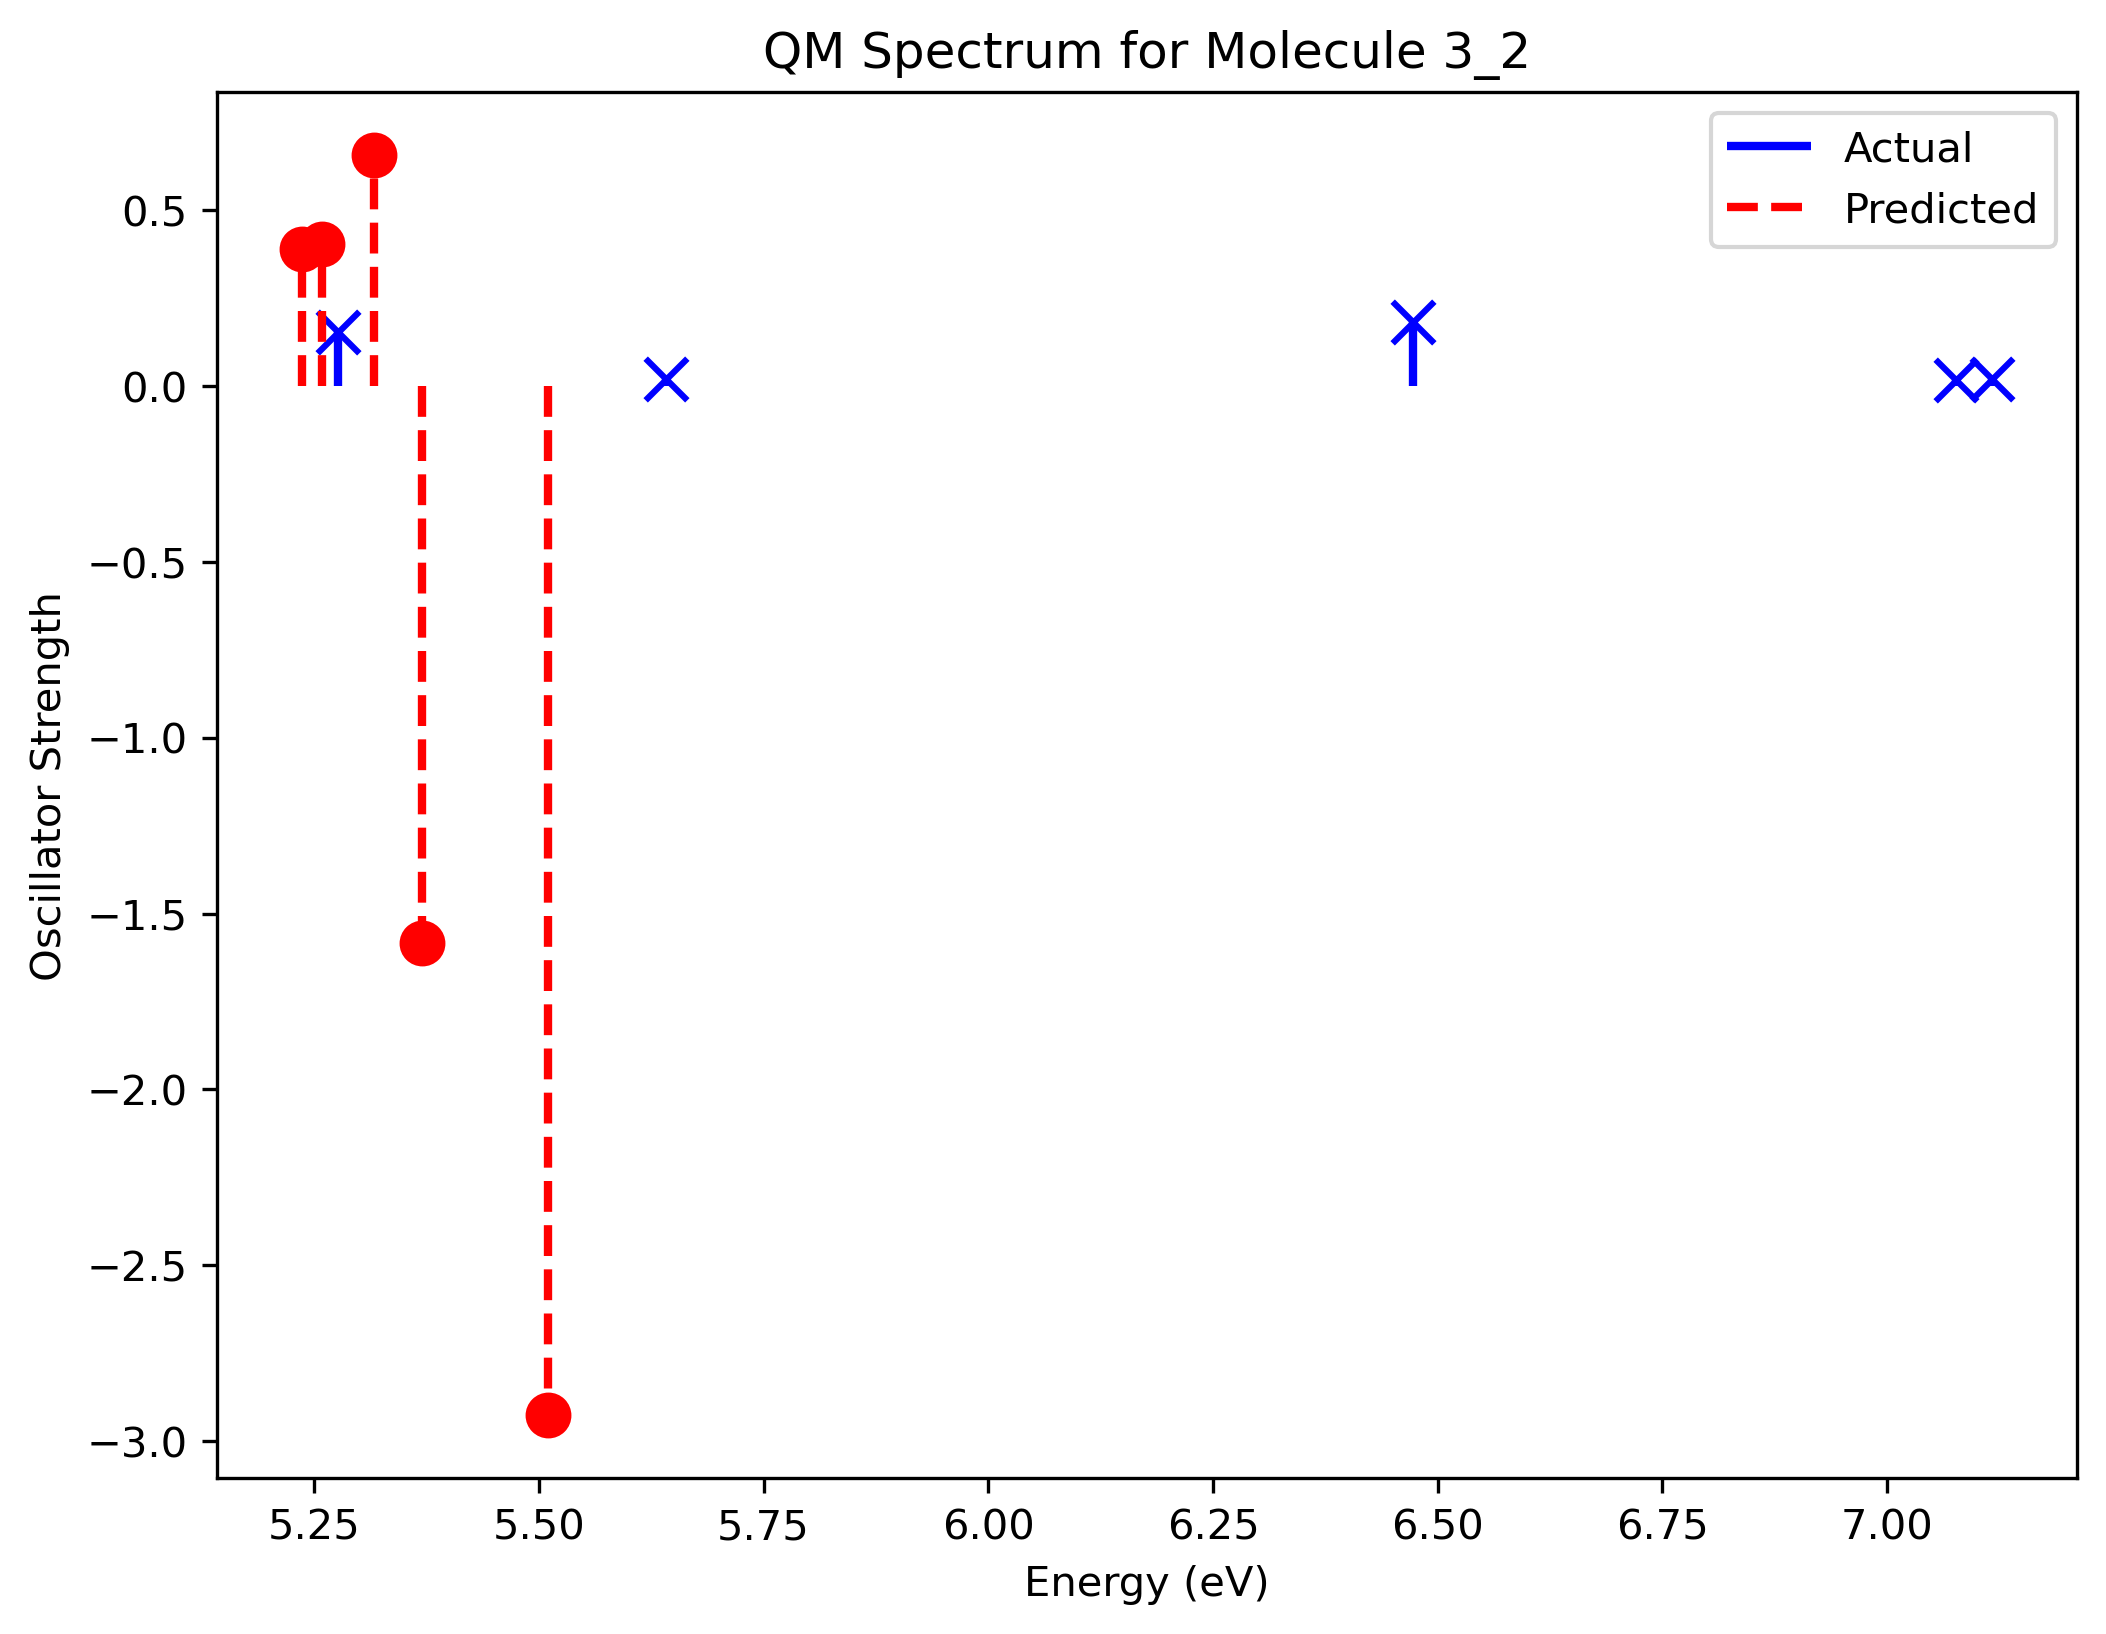 QM Spectrum for Molecule 3_2
Actual
Predicted
0.5
0.0
−0.5
−1.0
−1.5
−2.0
−2.5
−3.0
Oscillator Strength
5.25 5.50 5.75 6.00 6.25 6.50 6.75 7.00
Energy (eV)